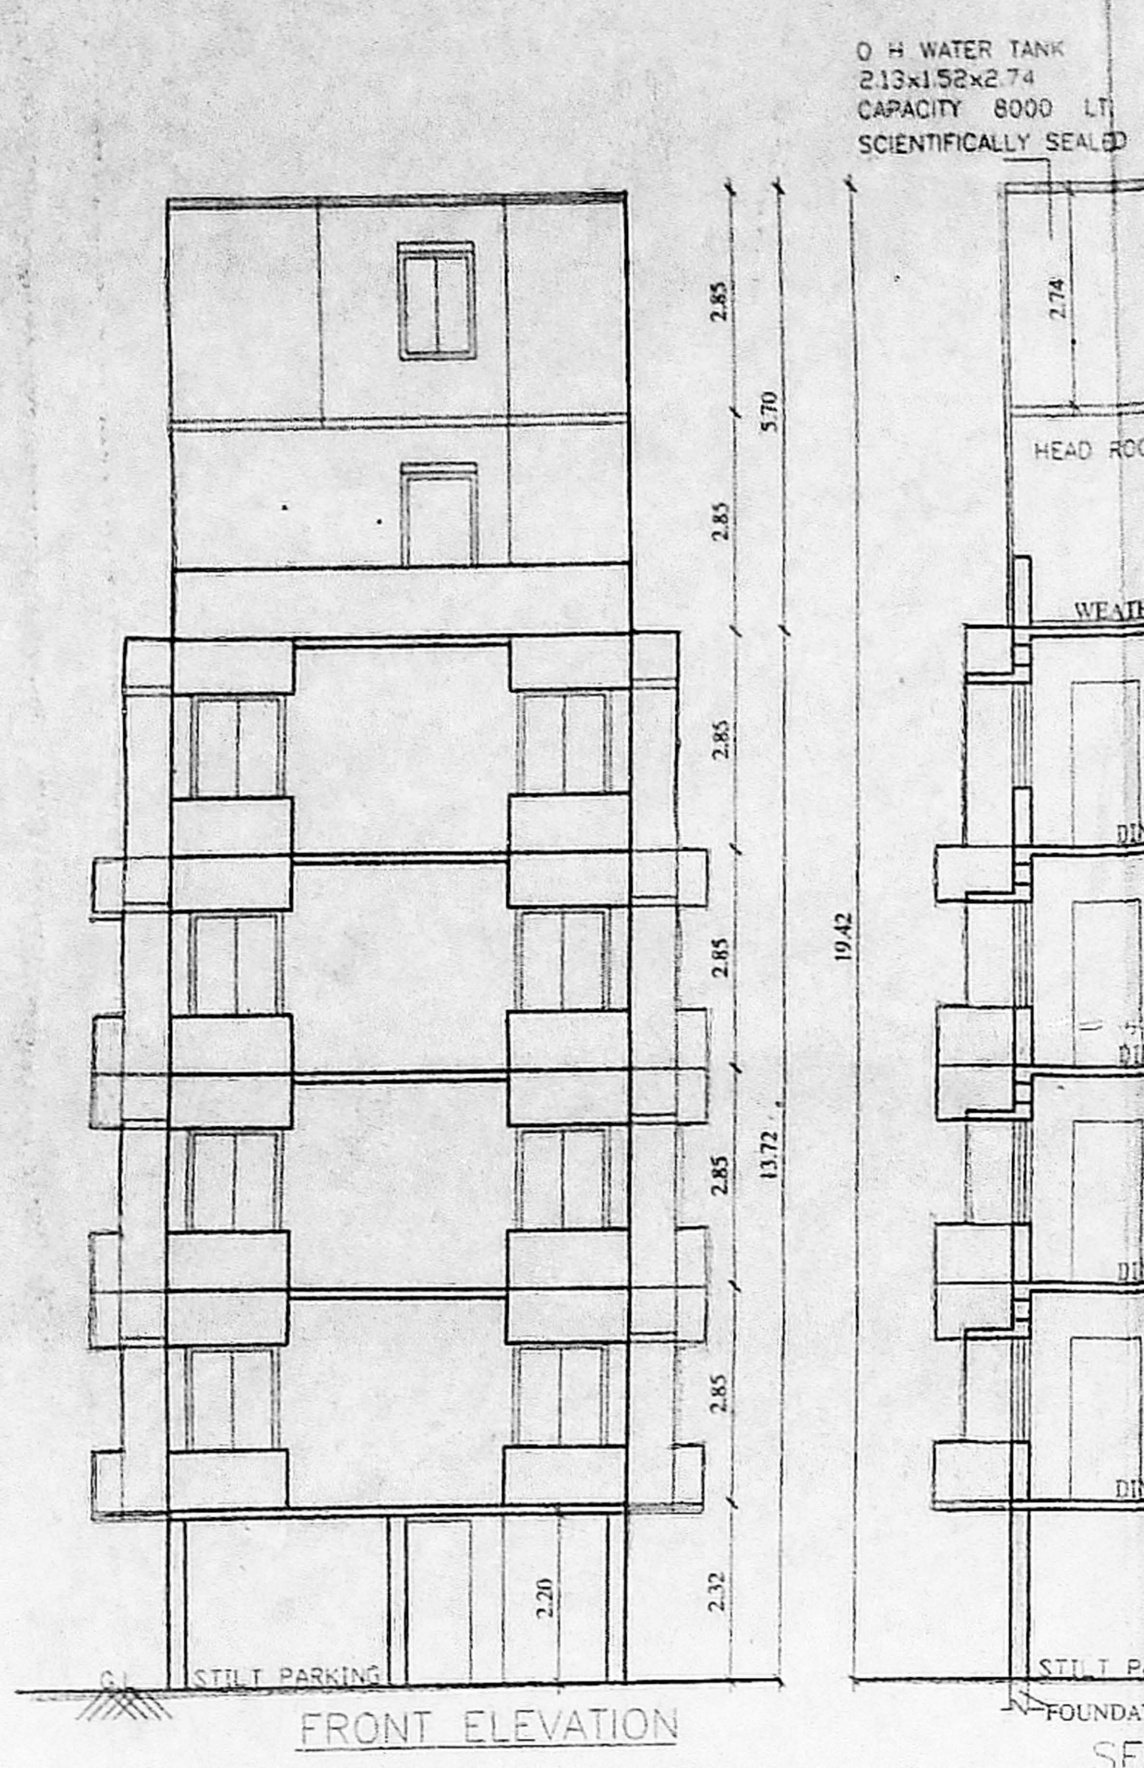 O H WATER TANK
2.13x1.52x2.74
CAPACITY 8000 LT
SCIENTIFICALLY SEALED
2.85
5.70
2.74
HEAD
2.85
2.85
19.42
2.85
2.85
13.72
2.85
2.20
2.32
G.L
STILT PARKING
STILT
FRONT ELEVATION